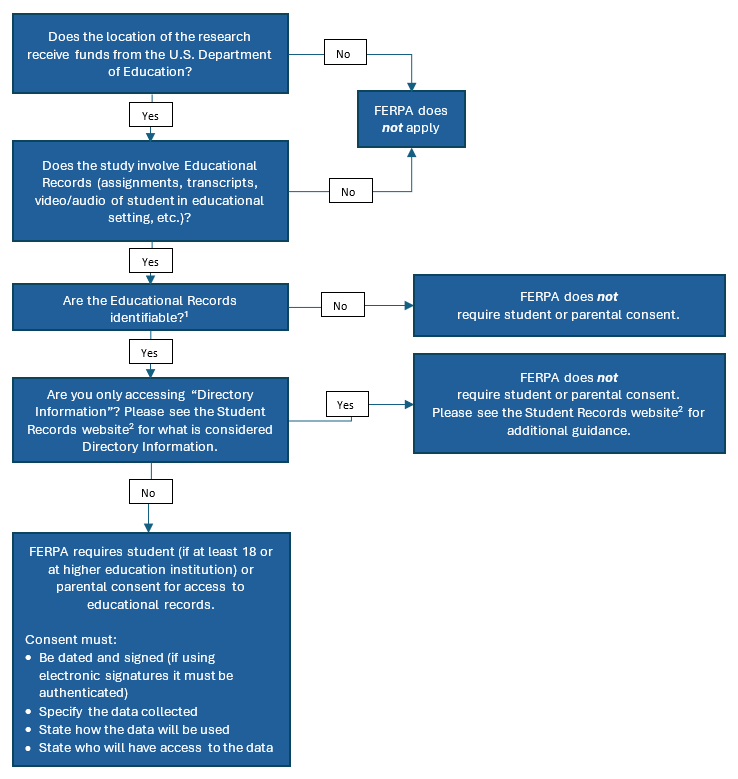 Does the location of the research
receive funds from the U.S. Department
of Education?
No
FERPA does
not apply
Yes
Does the study involve Educational
Records (assignments, transcripts,
video/audio of student in educational
setting, etc.)?
No
Yes
Are the Educational Records
identifiable?¹
No
FERPA does not
require student or parental consent.
Yes
Are you only accessing “Directory
Information”? Please see the Student
Records website² for what is considered
Directory Information.
Yes
FERPA does not
require student or parental consent.
Please see the Student Records website² for
additional guidance.
No
FERPA requires student (if at least 18 or
at higher education institution) or
parental consent for access to
educational records.
Consent must:
• Be dated and signed (if using
electronic signatures it must be
authenticated)
• Specify the data collected
• State how the data will be used
• State who will have access to the data